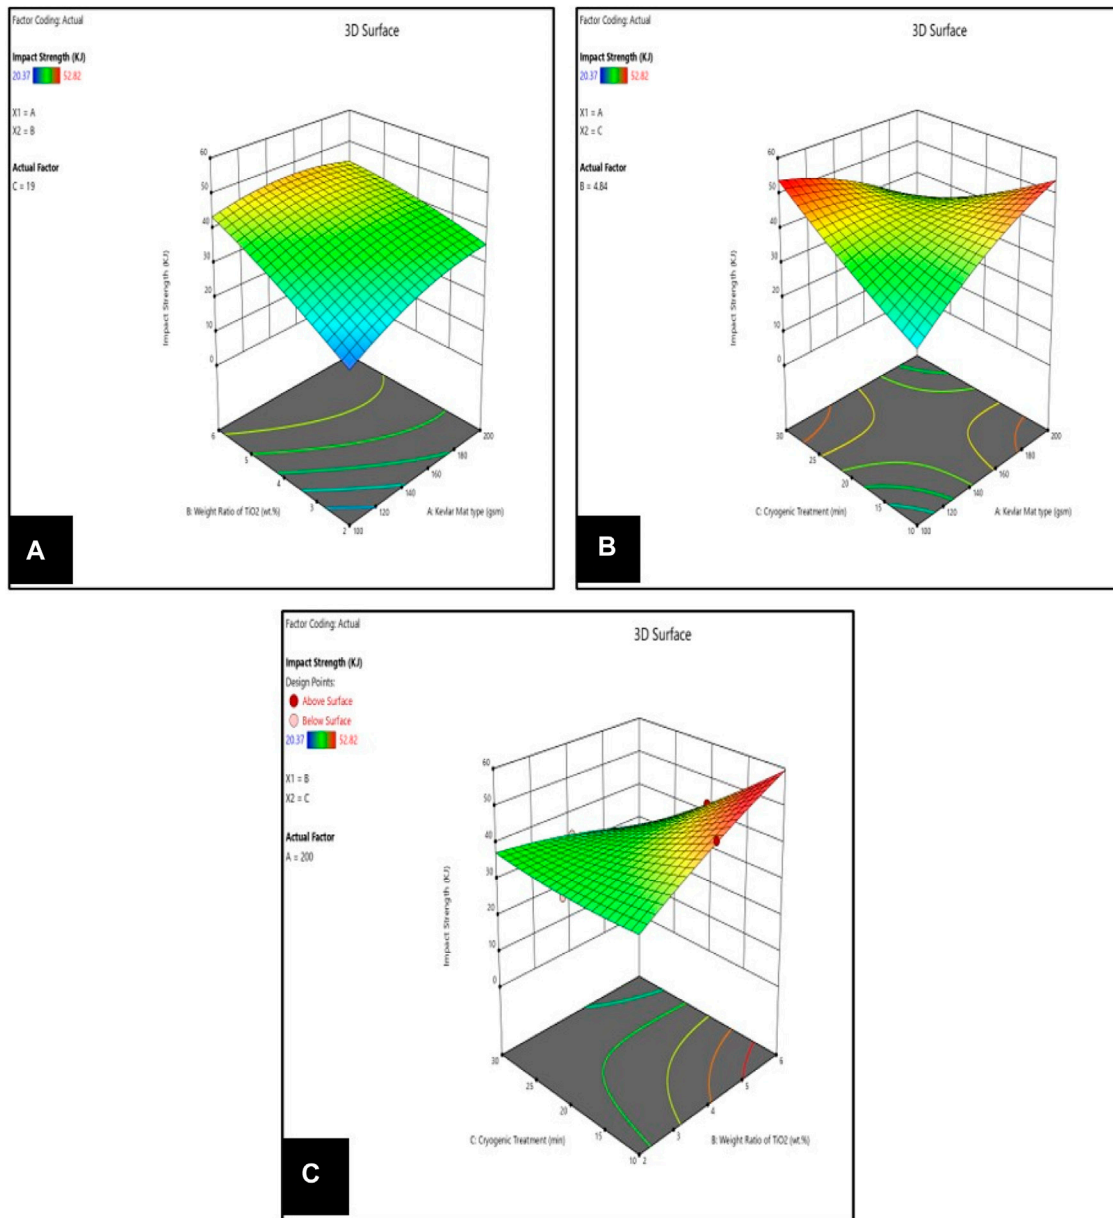 Factor Coding: Actual
3D Surface
Impact Strength (KJ)
20.37 52.82
X1 = A
X2 = B
Actual Factor
C = 19
60
50
40
30
20
10
0
Impact Strength (KJ)
6
5
4
3
2
200
180
160
140
120
100
B: Weight Ratio of TiO2 (wt.%)
A: Kevlar Mat type (gsm)
A
Factor Coding: Actual
3D Surface
Impact Strength (KJ)
20.37 52.82
X1 = A
X2 = C
Actual Factor
B = 4.84
60
50
40
30
20
10
0
Impact Strength (KJ)
30
25
20
15
10
200
180
160
140
120
100
C: Cryogenic Treatment (min)
A: Kevlar Mat type (gsm)
B
Factor Coding: Actual
3D Surface
Impact Strength (KJ)
Design Points:
Above Surface
Below Surface
20.37 52.82
X1 = B
X2 = C
Actual Factor
A = 200
60
50
40
30
20
10
0
Impact Strength (KJ)
30
25
20
15
10
6
5
4
3
2
C: Cryogenic Treatment (min)
B: Weight Ratio of TiO2 (wt.%)
C